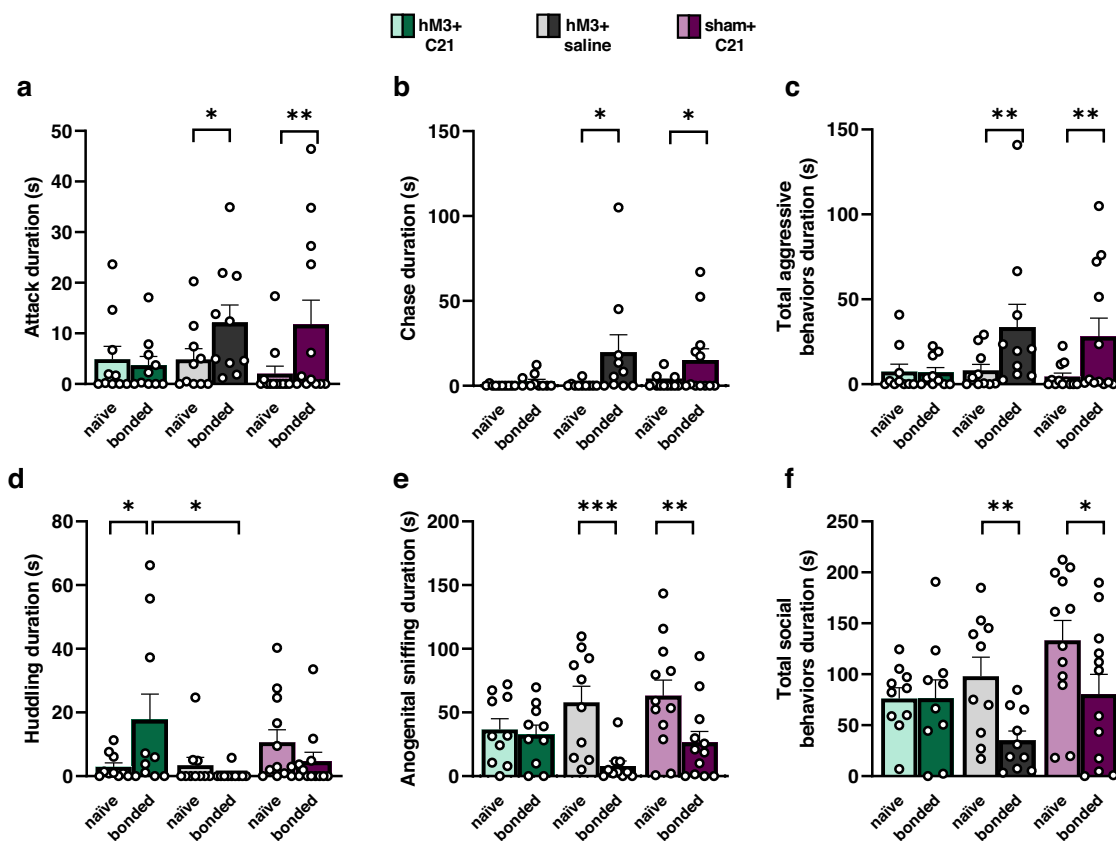 hM3+
C21
hM3+
saline
sham+
C21
a
Attack duration (s)
50
40
30
20
10
0
*
**
naïve
bonded
naïve
bonded
naïve
bonded
b
Chase duration (s)
150
100
50
0
*
*
naïve
bonded
naïve
bonded
naïve
bonded
c
Total aggressive
behaviors duration (s)
150
100
50
0
**
**
naïve
bonded
naïve
bonded
naïve
bonded
d
Huddling duration (s)
80
60
40
20
0
*
*
naïve
bonded
naïve
bonded
naïve
bonded
e
Anogenital sniffing duration (s)
200
150
100
50
0
***
**
naïve
bonded
naïve
bonded
naïve
bonded
f
Total social
behaviors duration (s)
250
200
150
100
50
0
**
*
naïve
bonded
naïve
bonded
naïve
bonded